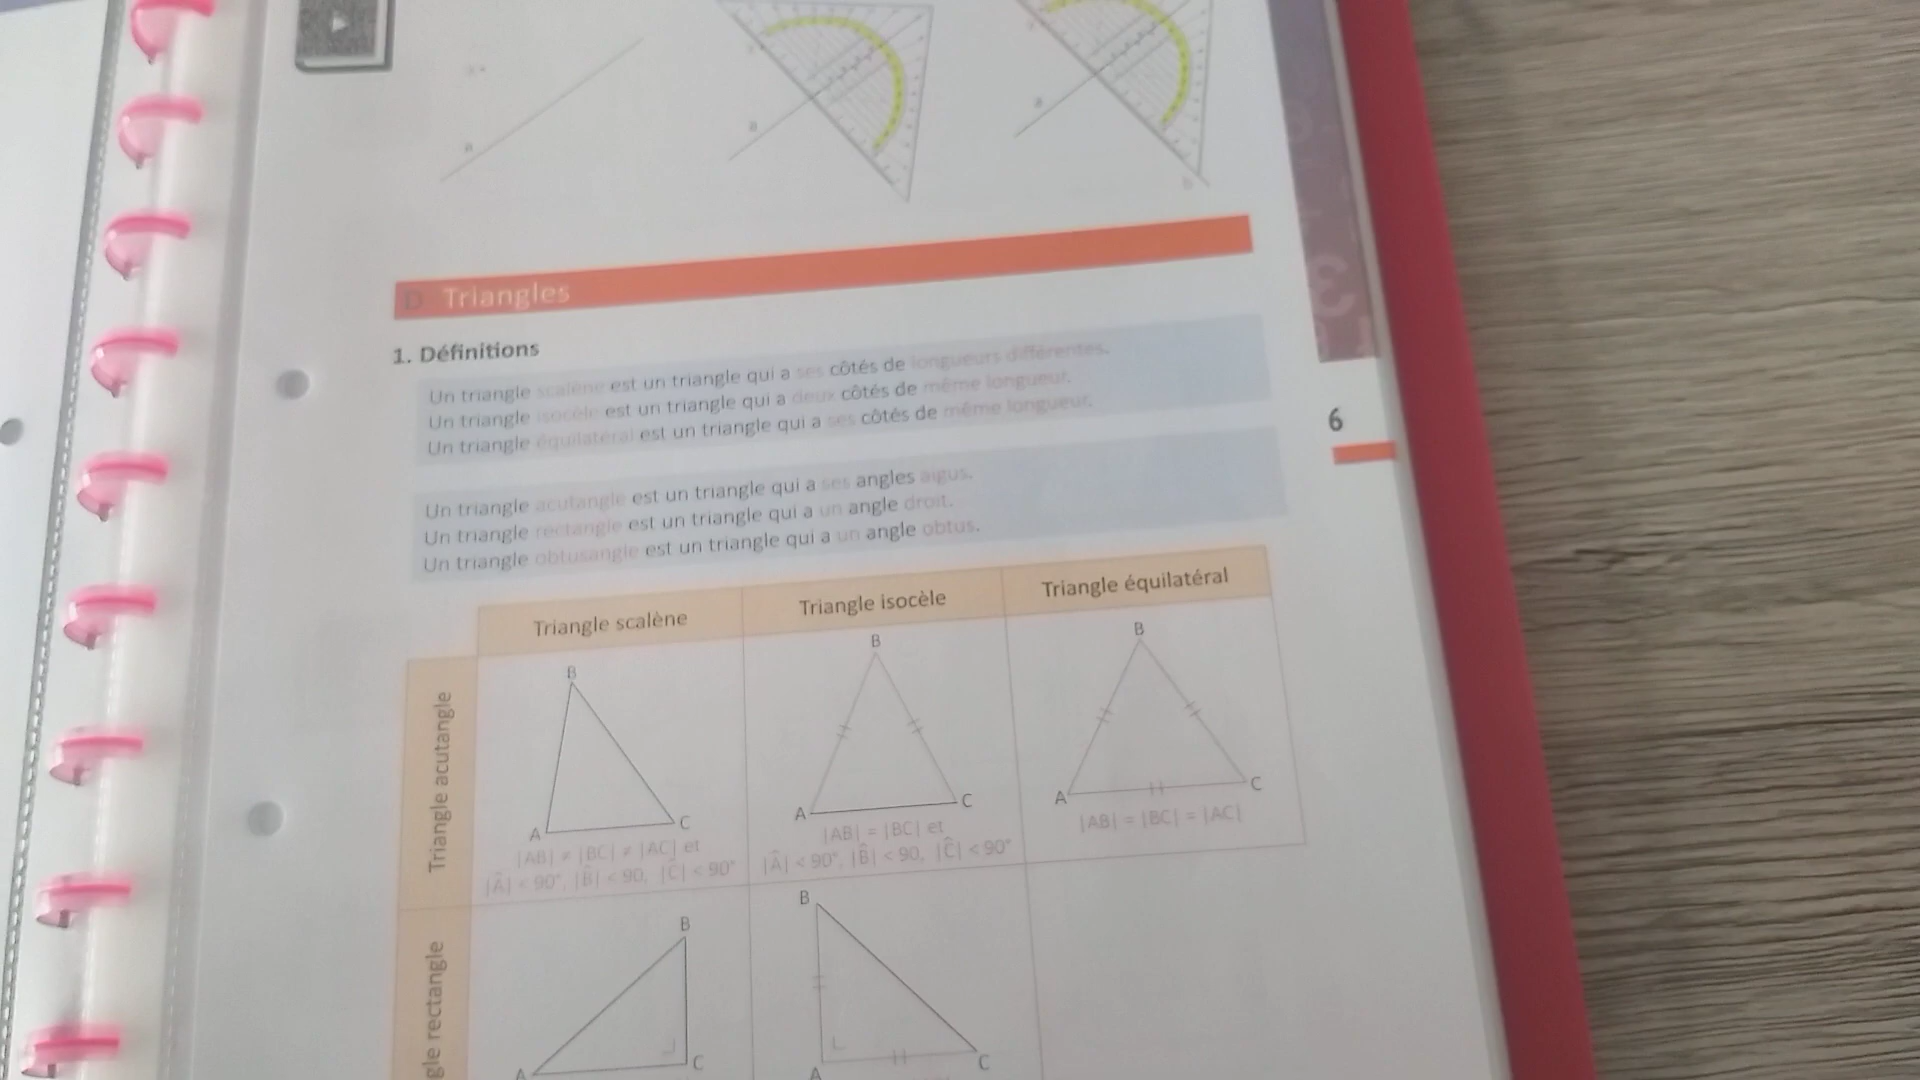 a
a
a
b
D Triangles
1. Définitions
Un triangle scalène est un triangle qui a ses côtés de longueurs différentes.
Un triangle isocèle est un triangle qui a deux côtés de même longueur.
Un triangle équilatéral est un triangle qui a ses côtés de même longueur.
6
Un triangle acutangle est un triangle qui a ses angles aigus.
Un triangle rectangle est un triangle qui a un angle droit.
Un triangle obtusangle est un triangle qui a un angle obtus.
Triangle scalène
Triangle isocèle
Triangle équilatéral
Triangle acutangle
B
A
C
|AB| ≠ |BC| ≠ |AC| et
|Â| < 90°, |B̂| < 90, |Ĉ| < 90°
B
A
C
|AB| = |BC| et
|Â| < 90°, |B̂| < 90, |Ĉ| < 90°
B
A
C
|AB| = |BC| = |AC|
gle rectangle
B
A
C
B
A
C